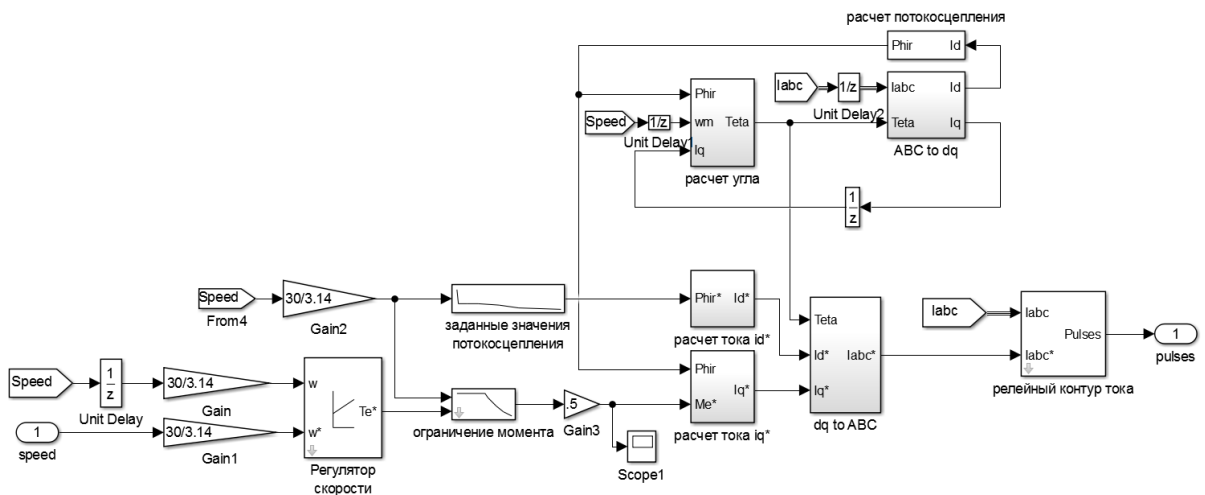 расчет потокосцепления
Phir Id
Iabc
1/z
Unit Delay2
Iabc Id
Teta Iq
ABC to dq
Phir
wm Teta
Iq
расчет угла
Speed
1/z
Unit Delay1
1
z
Speed
From4
30/3.14
Gain2
заданные значения
потокосцепления
Phir* Id*
расчет тока id*
Teta
Id* Iabc*
Iq*
dq to ABC
Iabc
Iabc
Pulses
Iabc*
релейный контур тока
1
pulses
Speed
1
z
Unit Delay
30/3.14
Gain
1
speed
30/3.14
Gain1
w
Te*
w*
Регулятор
скорости
ограничение момента
.5
Gain3
Scope1
Phir
Iq*
Me*
расчет тока iq*